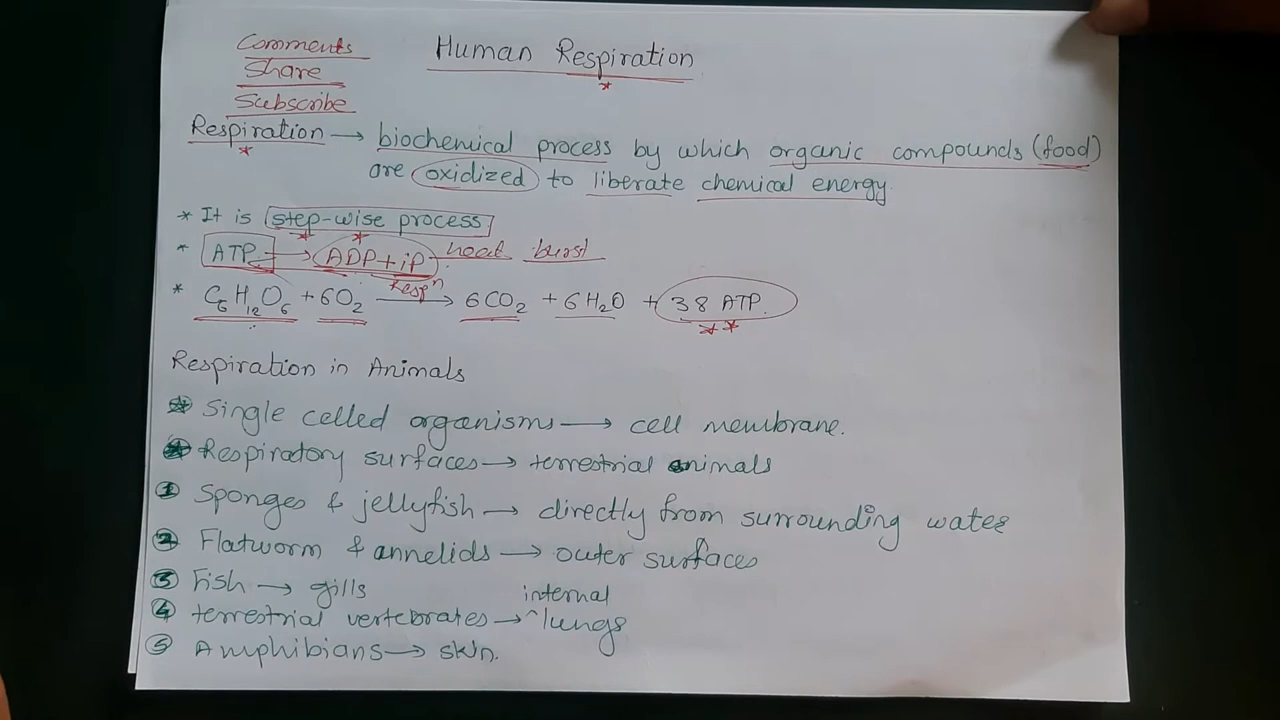 Comments
Share
Subscribe
Human Respiration
*
Respiration → biochemical process by which organic compounds (food)
*
are oxidized to liberate chemical energy.
* It is step-wise process
* ATP → ADP + iP heat burst
* C6H12O6 + 6O2 →(Respn) 6CO2 + 6H2O + 38 ATP.
Respiration in Animals
* Single celled organisms → cell membrane.
* Respiratory surfaces → terrestrial animals
① Sponges & jellyfish → directly from surrounding water
② Flatworm & annelids → outer surfaces
③ Fish → gills
internal
④ terrestrial vertebrates → ^lungs
⑤ Amphibians → skin.